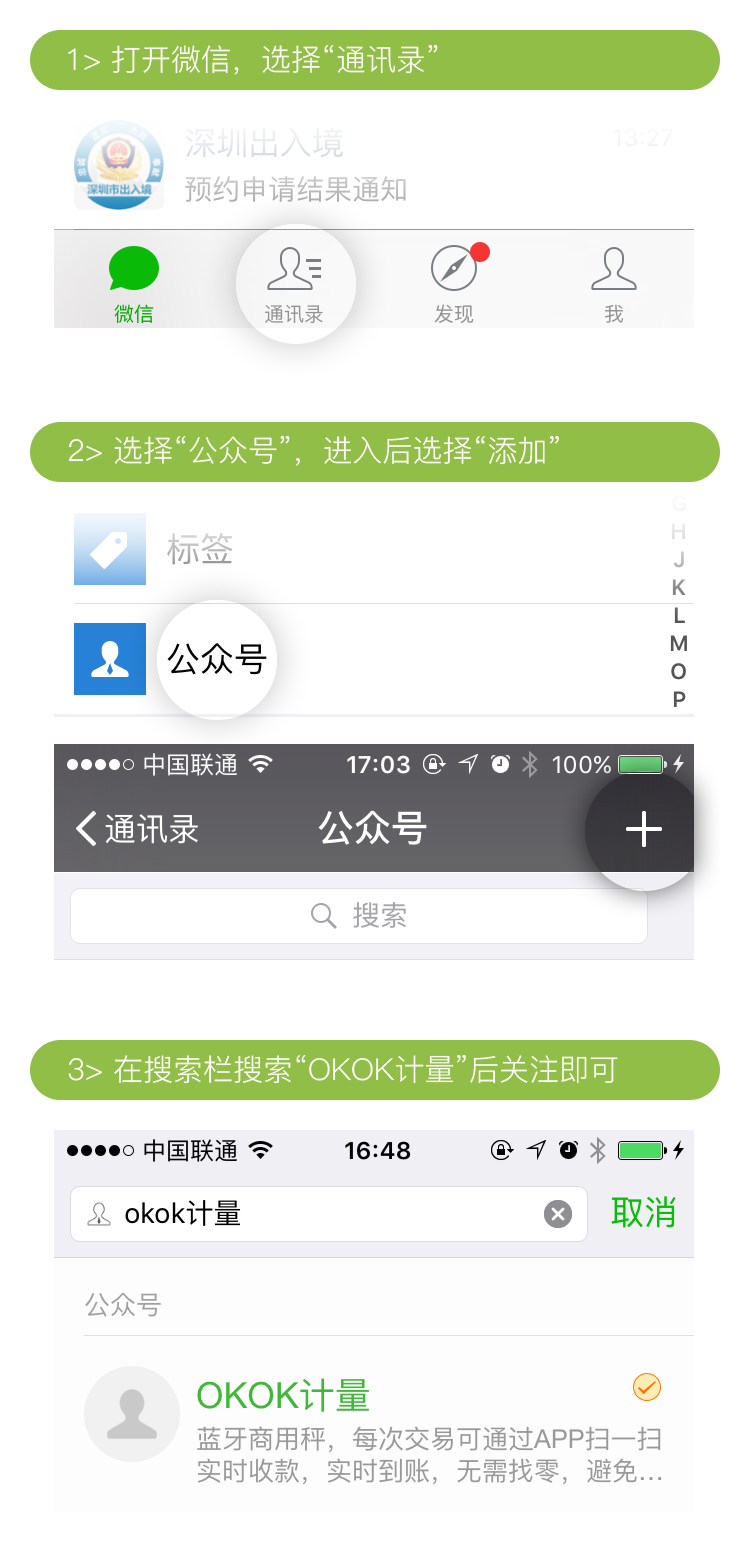 1> 打开微信，选择“通讯录”
深圳出入境
13:27
深圳市出入境
预约申请结果通知
微信
通讯录
发现
我
2> 选择“公众号”，进入后选择“添加”
G
H
标签
J
K
L
M
公众号
O
P
中国联通
17:03
100%
通讯录
公众号
搜索
3> 在搜索栏搜索“OKOK计量”后关注即可
中国联通
16:48
okok计量
取消
公众号
OKOK计量
蓝牙商用秤，每次交易可通过APP扫一扫
实时收款，实时到账，无需找零，避免...